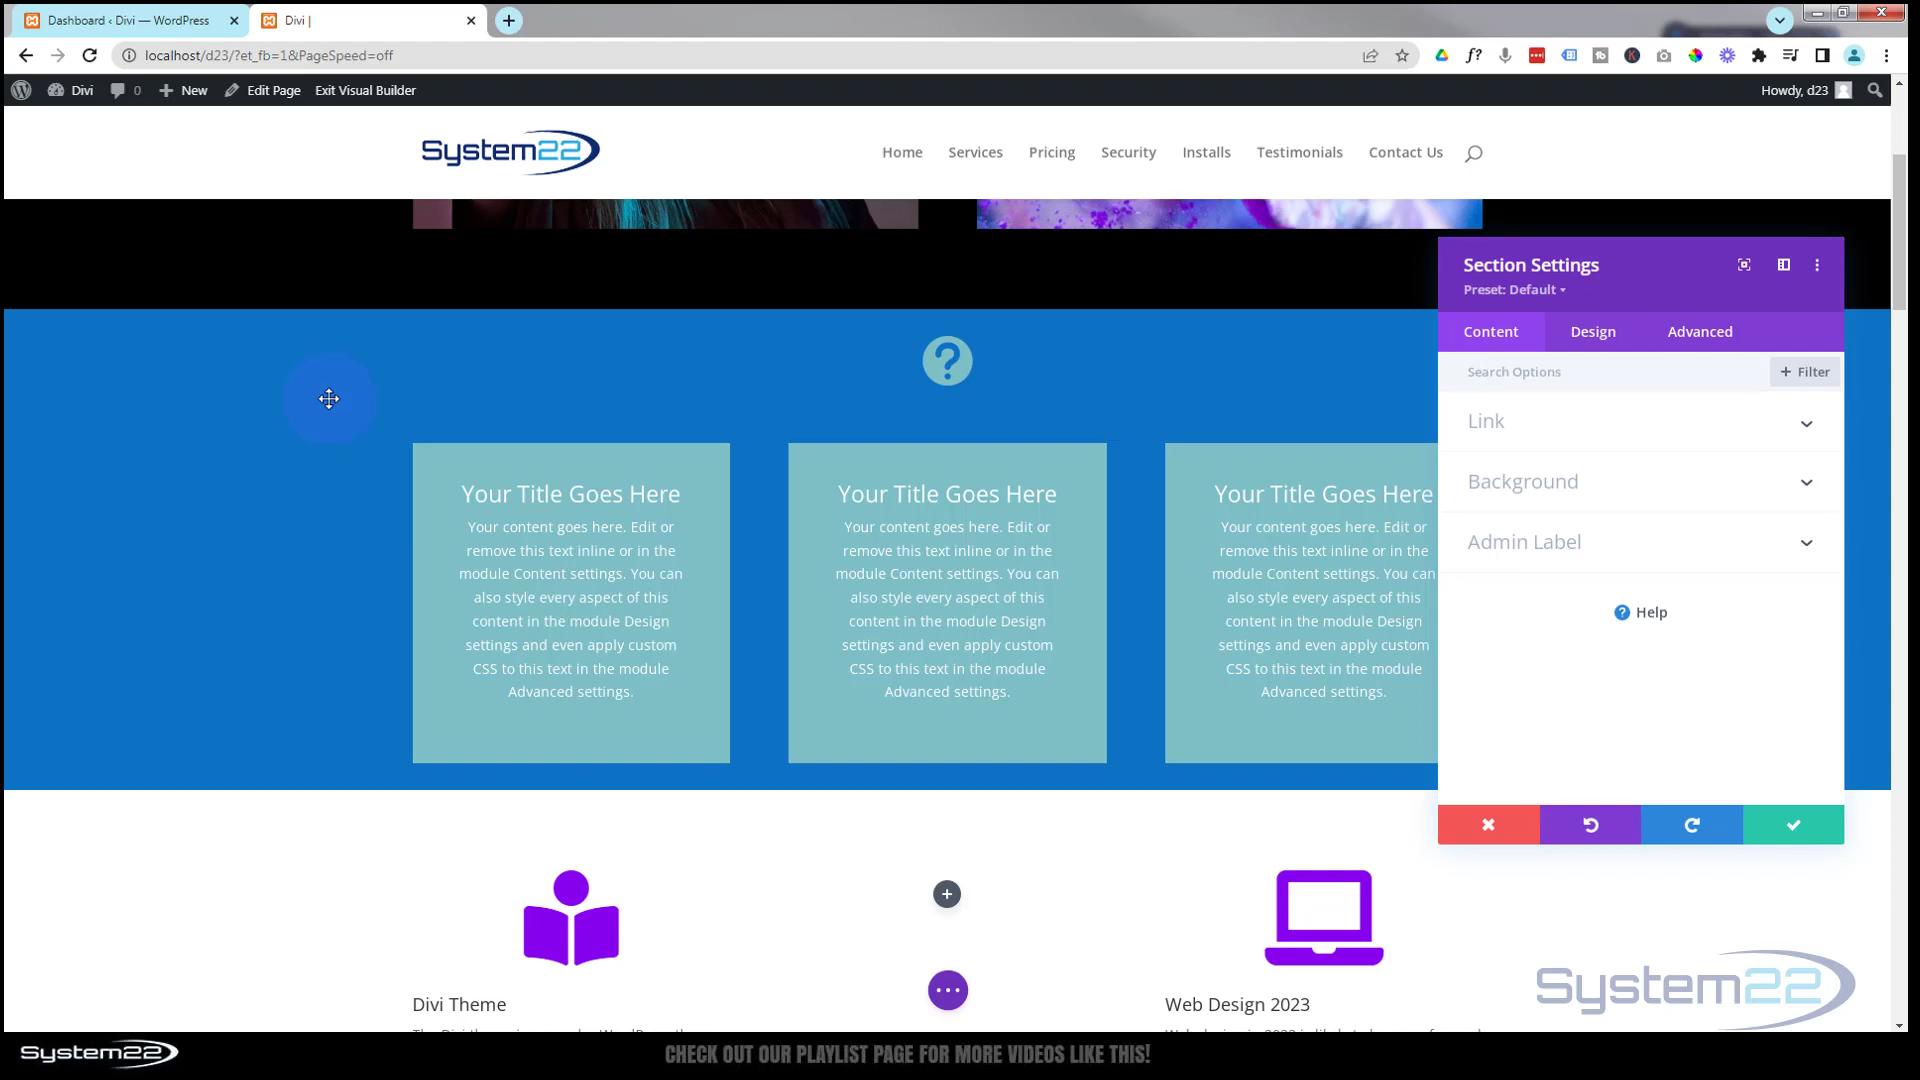 Dashboard ‹ Divi — WordPress
Divi |
localhost/d23/?et_fb=1&PageSpeed=off
Divi
0
New
Edit Page
Exit Visual Builder
Howdy, d23
System22
Home
Services
Pricing
Security
Installs
Testimonials
Contact Us
Section Settings
Preset: Default
Content
Design
Advanced
Search Options
+ Filter
Link
Background
Admin Label
Help
Your Title Goes Here
Your content goes here. Edit or
remove this text inline or in the
module Content settings. You can
also style every aspect of this
content in the module Design
settings and even apply custom
CSS to this text in the module
Advanced settings.
Your Title Goes Here
Your content goes here. Edit or
remove this text inline or in the
module Content settings. You can
also style every aspect of this
content in the module Design
settings and even apply custom
CSS to this text in the module
Advanced settings.
Your Title Goes Here
Your content goes here. Edit or
remove this text inline or in the
module Content settings. You can
also style every aspect of this
content in the module Design
settings and even apply custom
CSS to this text in the module
Advanced settings.
Divi Theme
Web Design 2023
System22
System22
CHECK OUT OUR PLAYLIST PAGE FOR MORE VIDEOS LIKE THIS!